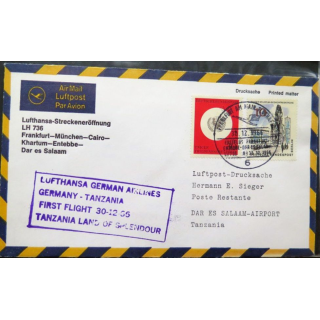 Air Mail
Luftpost
Par Avion
Drucksache Printed matter
Lufthansa-Streckeneröffnung
LH 736
Frankfurt–München–Cairo–
Khartum–Entebbe–
Dar es Salaam
6
LUFTHANSA GERMAN AIRLINES
GERMANY - TANZANIA
FIRST FLIGHT 30-12-66
TANZANIA LAND OF SPLENDOUR
Luftpost-Drucksache
Hermann E. Sieger
Poste Restante
DAR ES SALAAM-AIRPORT
Tanzania